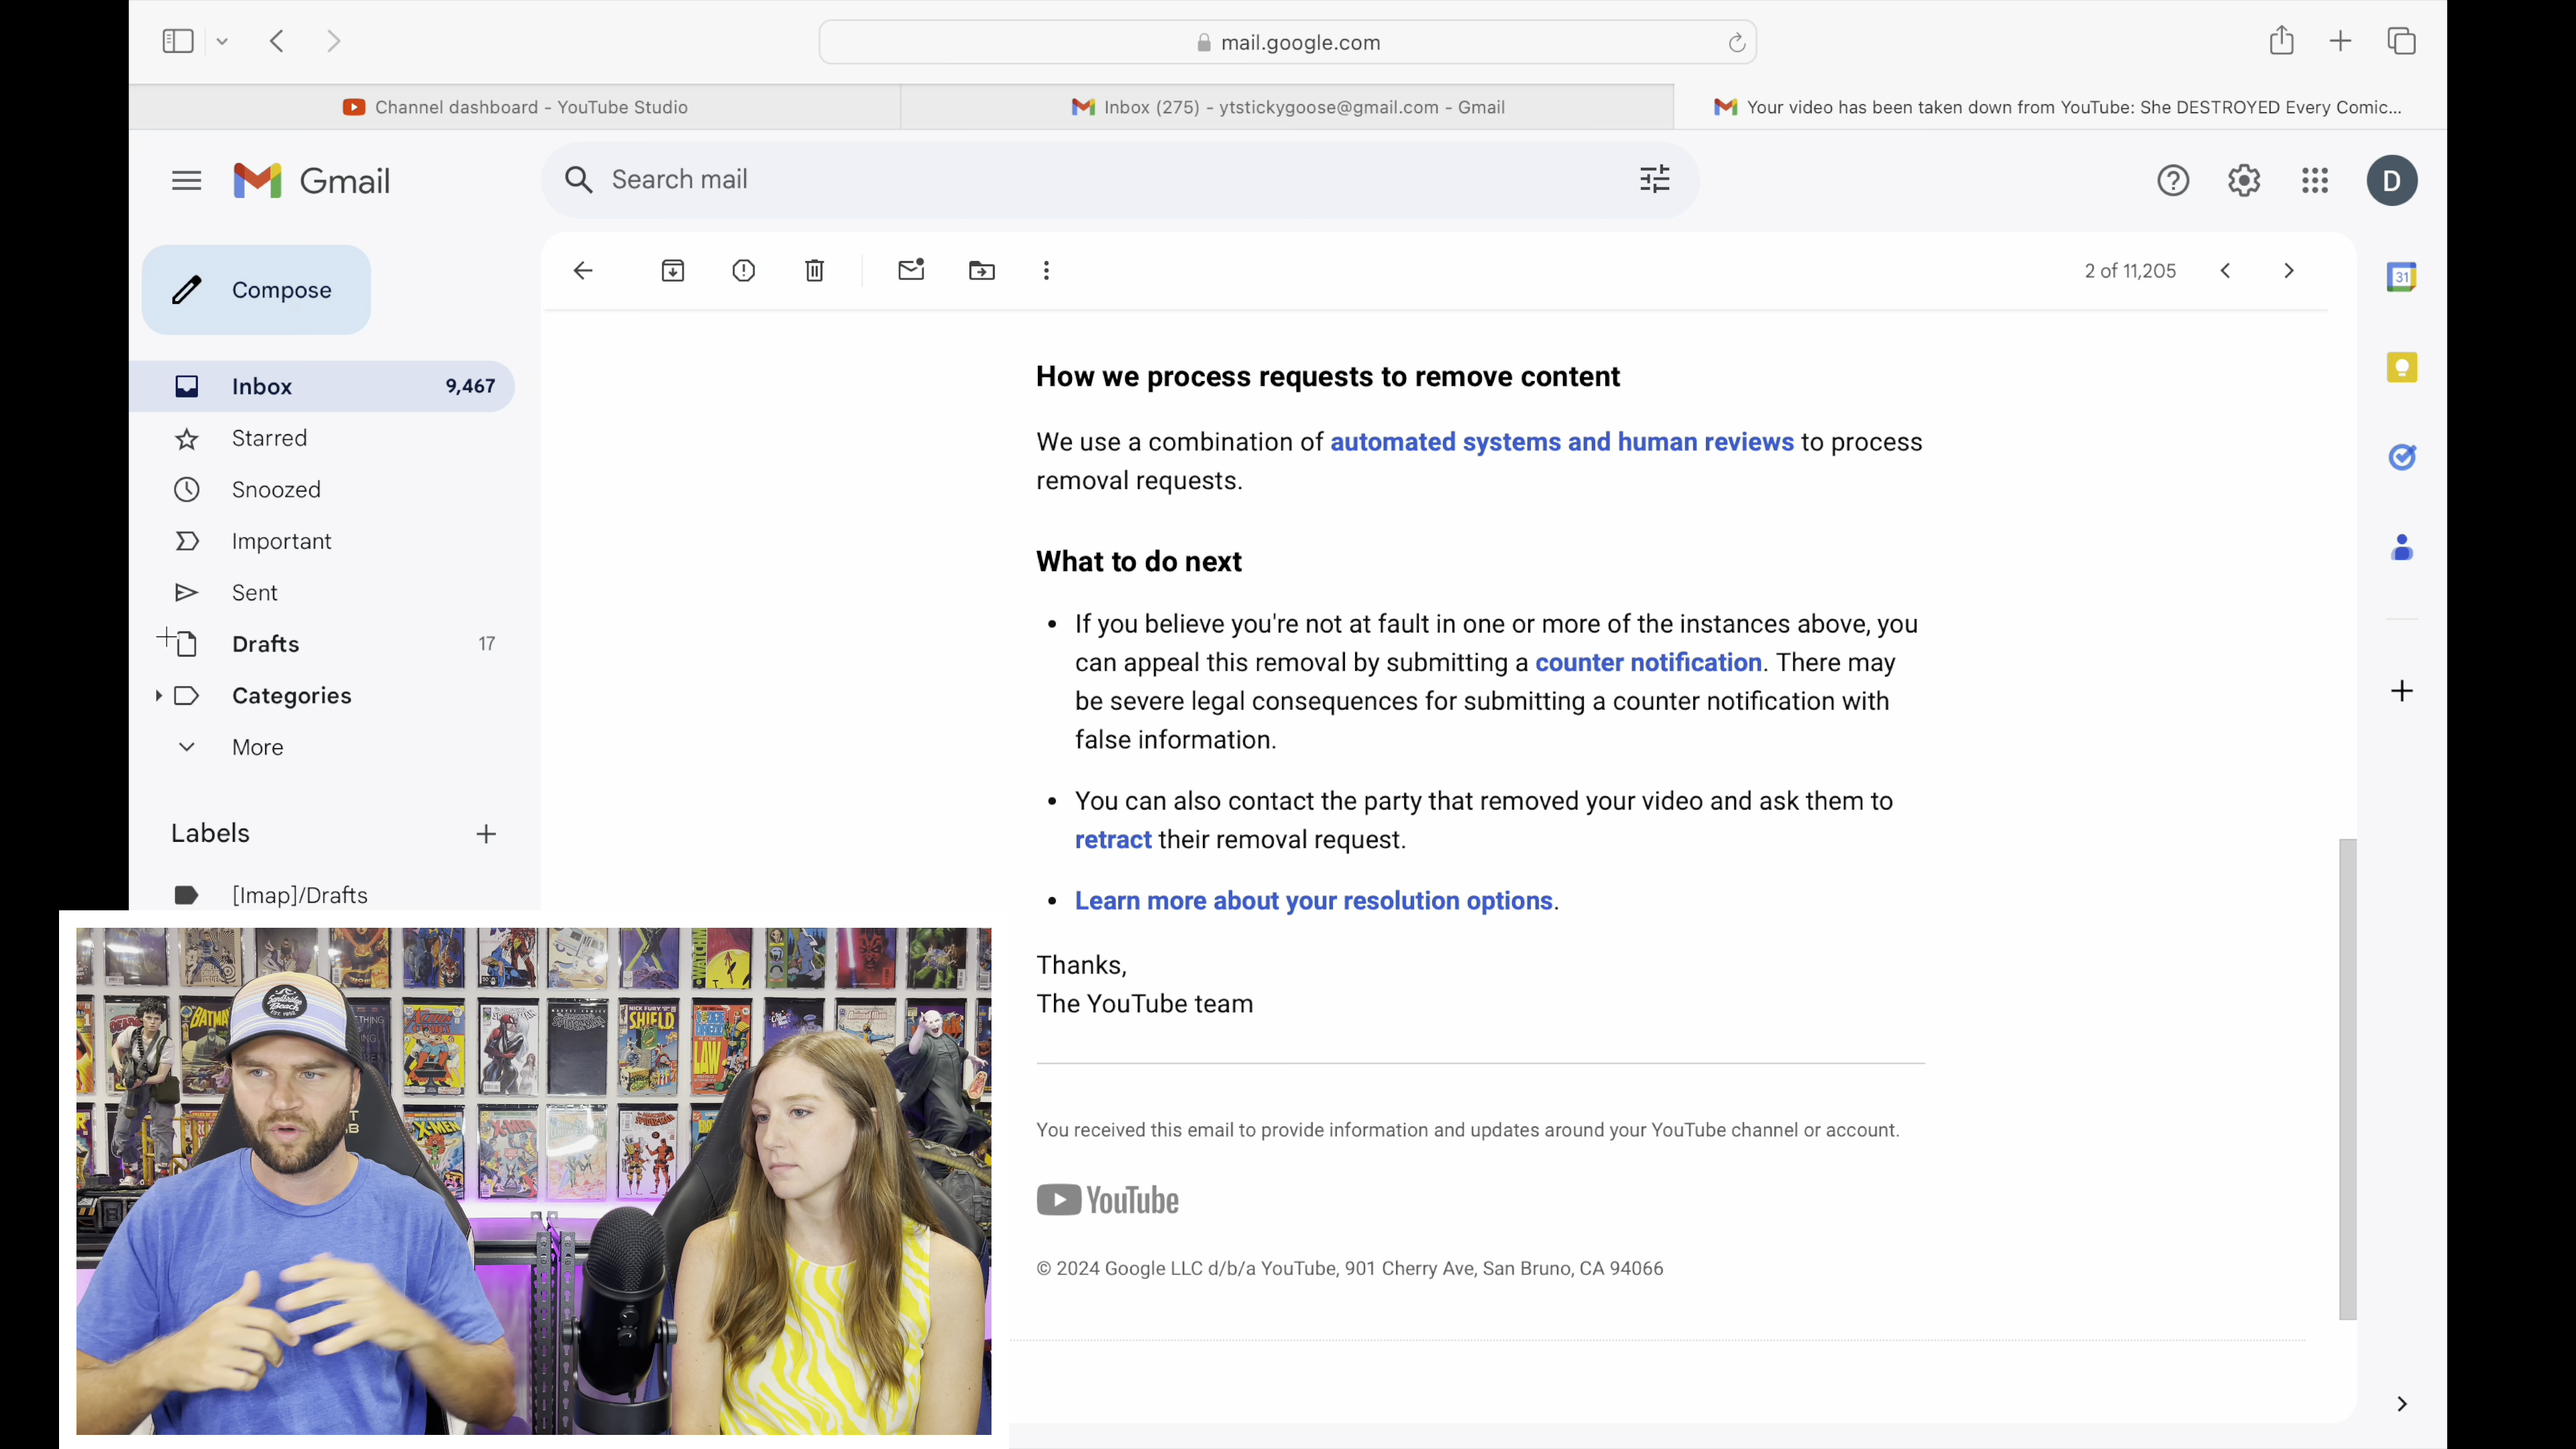 mail.google.com
Channel dashboard - YouTube Studio
Inbox (275) - ytstickygoose@gmail.com - Gmail
Your video has been taken down from YouTube: She DESTROYED Every Comic...
Gmail
Search mail
D
Compose
2 of 11,205
31
Inbox 9,467
Starred
Snoozed
Important
Sent
Drafts 17
Categories
More
Labels
[Imap]/Drafts
How we process requests to remove content
We use a combination of automated systems and human reviews to process
removal requests.
What to do next
• If you believe you're not at fault in one or more of the instances above, you
can appeal this removal by submitting a counter notification. There may
be severe legal consequences for submitting a counter notification with
false information.
• You can also contact the party that removed your video and ask them to
retract their removal request.
• Learn more about your resolution options.
Thanks,
The YouTube team
You received this email to provide information and updates around your YouTube channel or account.
YouTube
© 2024 Google LLC d/b/a YouTube, 901 Cherry Ave, San Bruno, CA 94066
BATMAN
NICK FURY
SHIELD
LAW
X-MEN
X-MEN